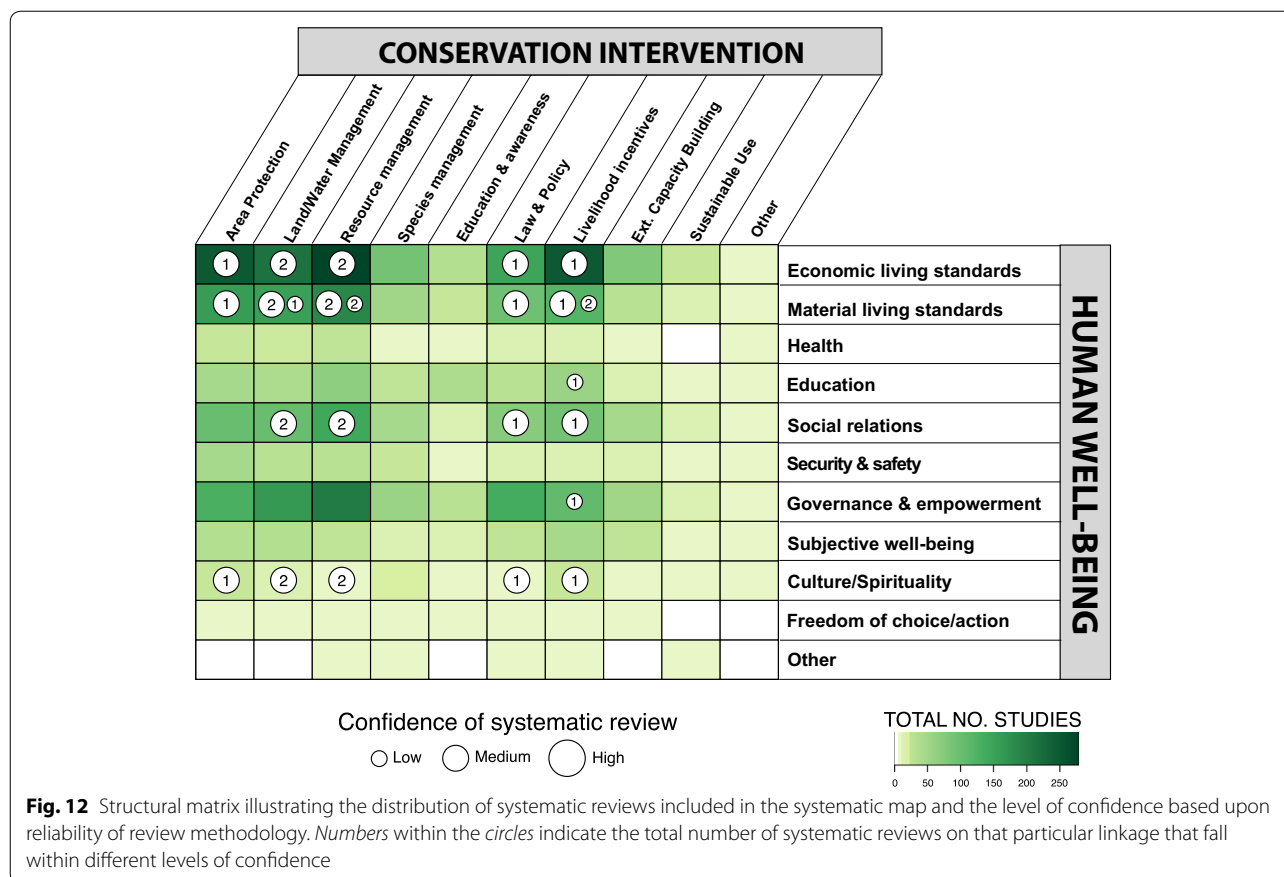 CONSERVATION INTERVENTION
Area Protection
Land/Water Management
Resource management
Species management
Education & awareness
Law & Policy
Livelihood incentives
Ext. Capacity Building
Sustainable Use
Other
1 2 2 1 1 Economic living standards
1 2 1 2 2 1 1 2 Material living standards
Health
1 Education
2 2 1 1 Social relations
Security & safety
1 Governance & empowerment
Subjective well-being
1 2 2 1 1 Culture/Spirituality
Freedom of choice/action
Other
HUMAN WELL-BEING
Confidence of systematic review
Low Medium High
TOTAL NO. STUDIES
0 50 100 150 200 250
Fig. 12 Structural matrix illustrating the distribution of systematic reviews included in the systematic map and the level of confidence based upon
reliability of review methodology. Numbers within the circles indicate the total number of systematic reviews on that particular linkage that fall
within different levels of confidence